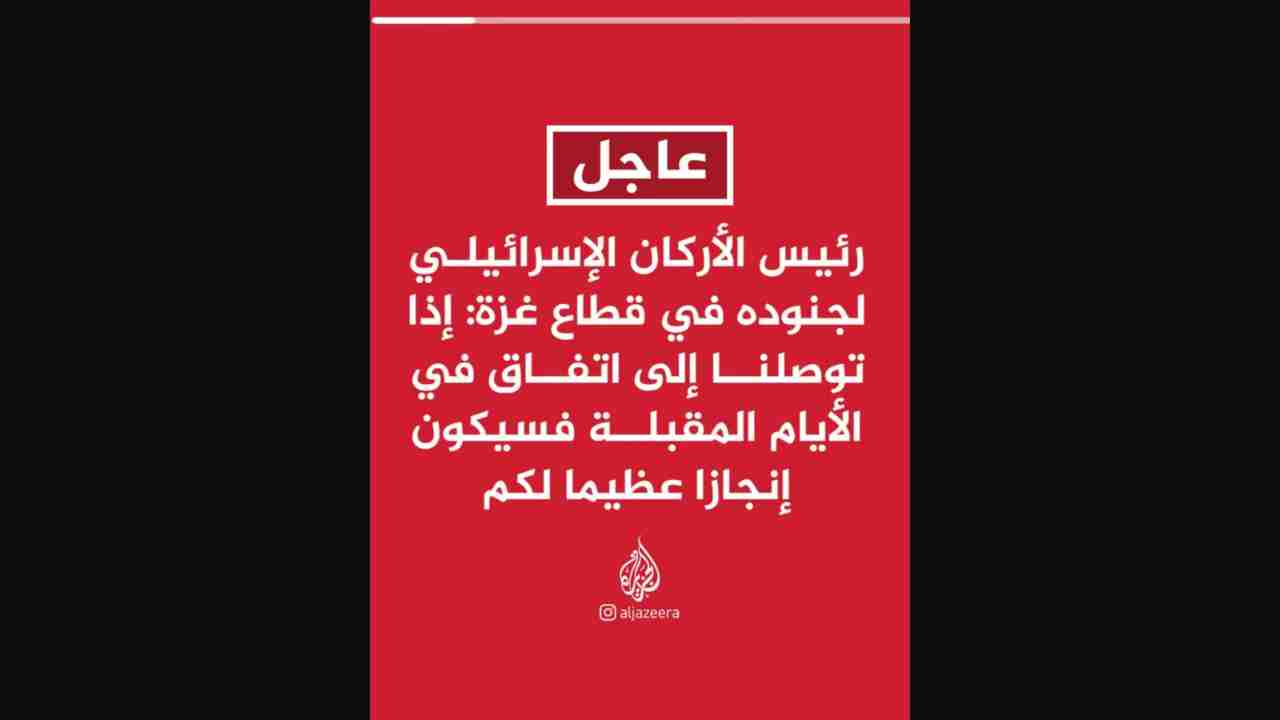 عاجل
رئيس الأركان الإسرائيلي
لجنوده في قطاع غزة: إذا
توصلنا إلى اتفاق في
الأيام المقبلة فسيكون
إنجازا عظيما لكم
الجزيرة
aljazeera